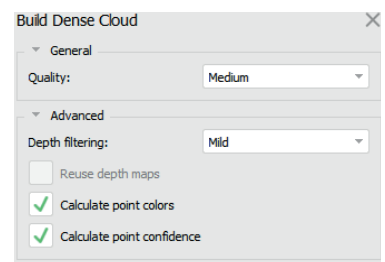 Build Dense Cloud
General
Quality: Medium
Advanced
Depth filtering: Mild
Reuse depth maps
Calculate point colors
Calculate point confidence